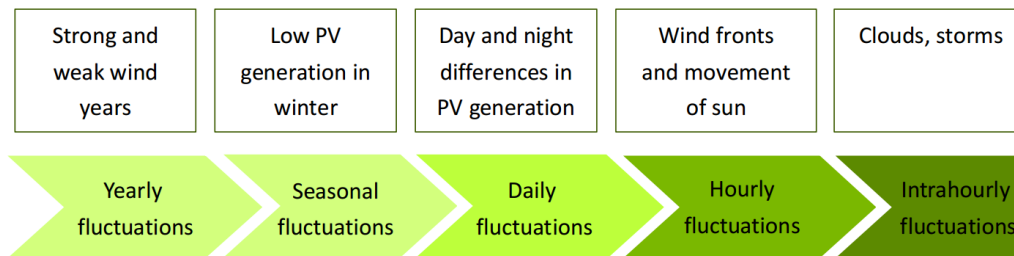 Strong and
weak wind
years
Low PV
generation in
winter
Day and night
differences in
PV generation
Wind fronts
and movement
of sun
Clouds, storms
Yearly
fluctuations
Seasonal
fluctuations
Daily
fluctuations
Hourly
fluctuations
Intrahourly
fluctuations